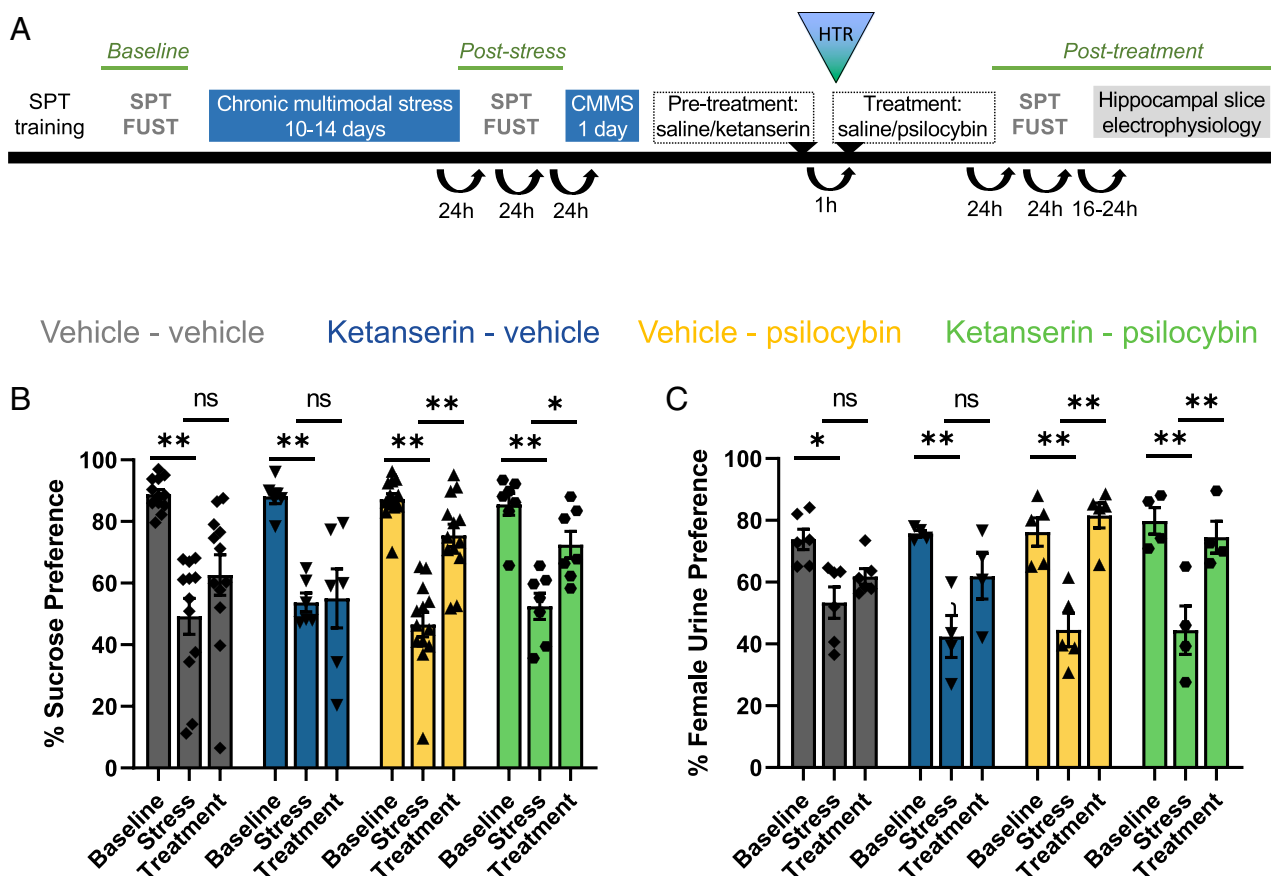 A
Baseline
Post-stress
HTR
Post-treatment
SPT
training
SPT
FUST
Chronic multimodal stress
10-14 days
SPT
FUST
CMMS
1 day
Pre-treatment:
saline/ketanserin
Treatment:
saline/psilocybin
SPT
FUST
Hippocampal slice
electrophysiology
24h
24h
24h
1h
24h
24h
16-24h
Vehicle - vehicle
Ketanserin - vehicle
Vehicle - psilocybin
Ketanserin - psilocybin
B
% Sucrose Preference
100
80
60
40
20
0
**
ns
**
ns
**
**
**
*
Baseline
Stress
Treatment
Baseline
Stress
Treatment
Baseline
Stress
Treatment
Baseline
Stress
Treatment
C
% Female Urine Preference
100
80
60
40
20
0
*
ns
**
ns
**
**
**
**
Baseline
Stress
Treatment
Baseline
Stress
Treatment
Baseline
Stress
Treatment
Baseline
Stress
Treatment